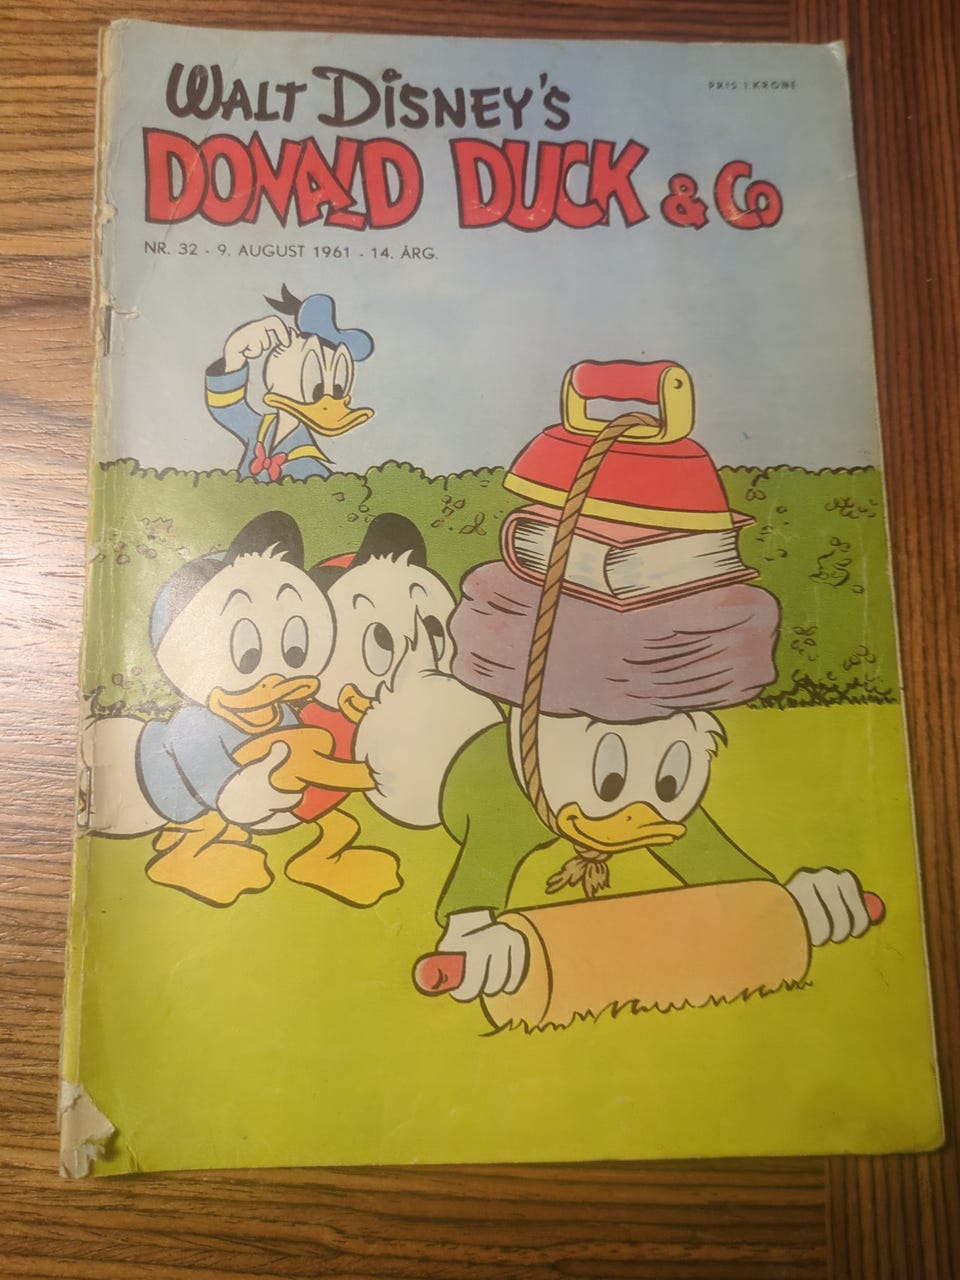 WALT DISNEY'S
PRIS 1 KRONE
DONALD DUCK & CO
NR. 32 - 9. AUGUST 1961 - 14. ÅRG.